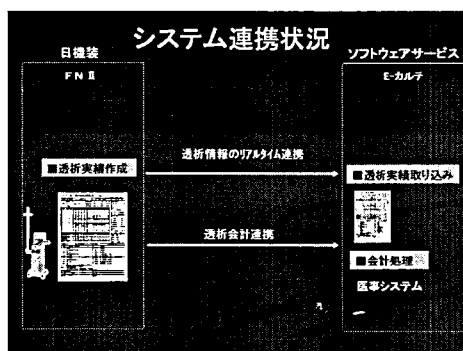 システム連携状況
日機装
FNⅡ
ソフトウェアサービス
E-カルテ
透析情報のリアルタイム連携
■透析実績作成
■透析実績取り込み
透析会計連携
■会計処理
医事システム